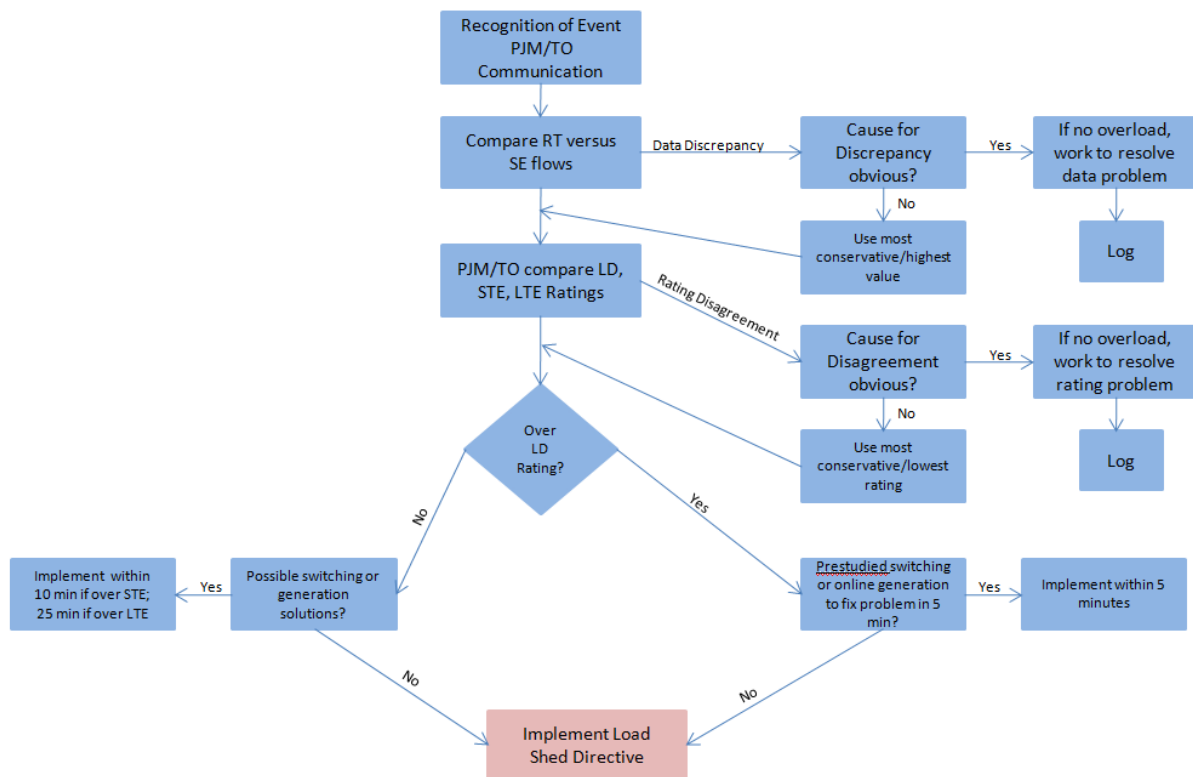 Recognition of Event
PJM/TO
Communication
Compare RT versus
SE flows
Data Discrepancy
Cause for
Discrepancy
obvious?
Yes
If no overload,
work to resolve
data problem
No
Use most
conservative/highest
value
Log
PJM/TO compare LD,
STE, LTE Ratings
Rating Disagreement
Cause for
Disagreement
obvious?
Yes
If no overload,
work to resolve
rating problem
No
Use most
conservative/lowest
rating
Log
Over
LD
Rating?
No
Yes
Implement within
10 min if over STE;
25 min if over LTE
Yes
Possible switching or
generation
solutions?
Prestudied switching
or online generation
to fix problem in 5
min?
Yes
Implement within 5
minutes
No
No
Implement Load
Shed Directive